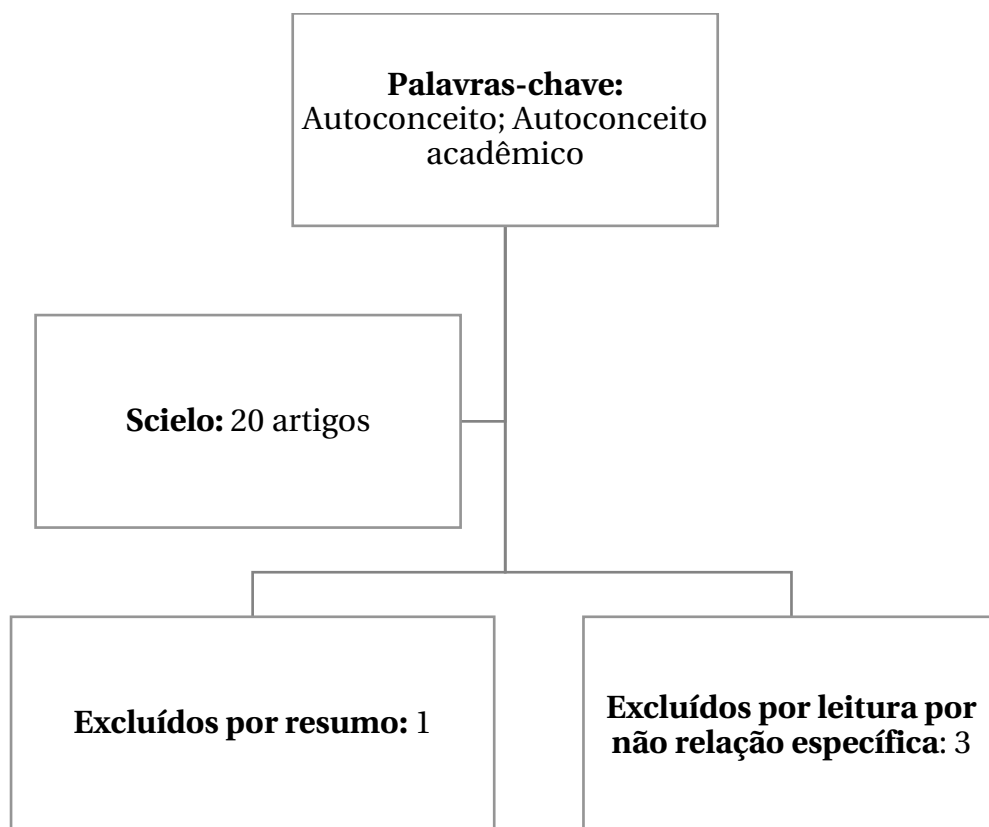 Palavras-chave:
Autoconceito; Autoconceito
acadêmico
Scielo: 20 artigos
Excluídos por resumo: 1
Excluídos por leitura por
não relação específica: 3